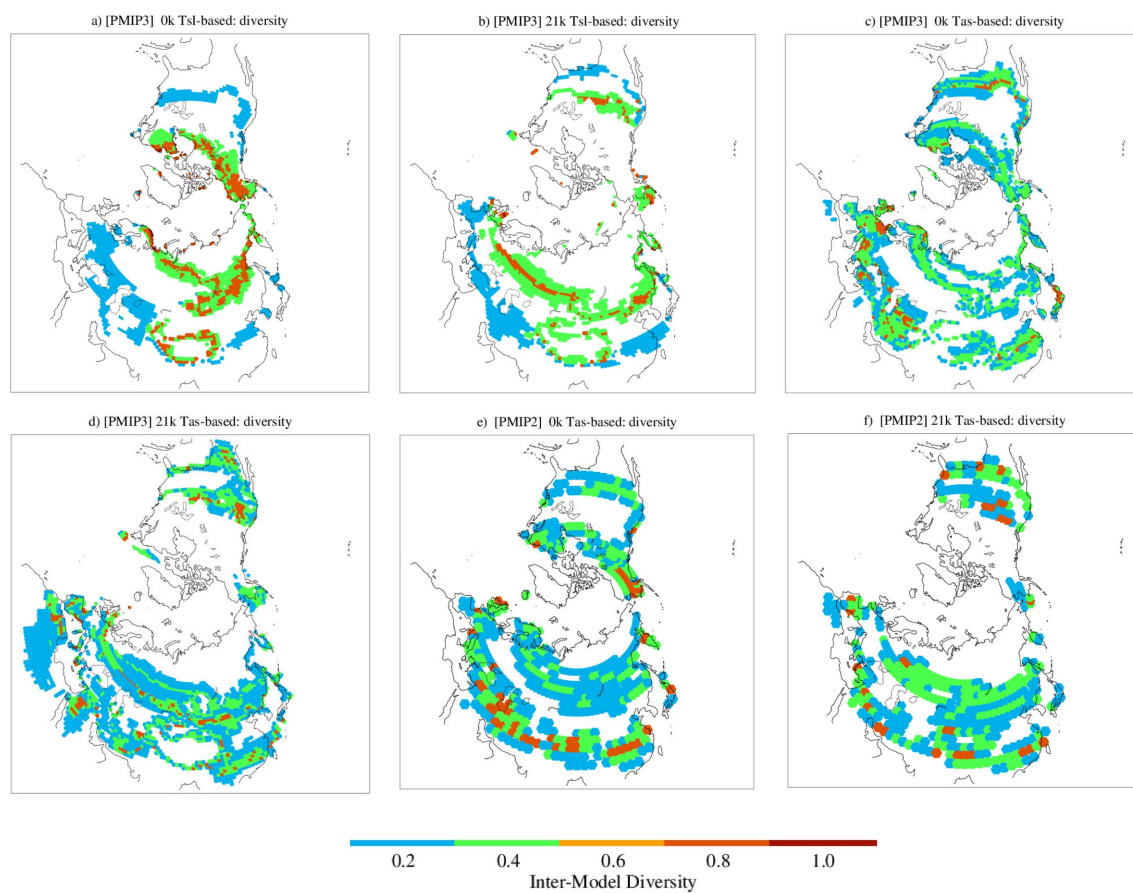 a) [PMIP3] 0k Tsl-based: diversity
b) [PMIP3] 21k Tsl-based: diversity
c) [PMIP3] 0k Tas-based: diversity
d) [PMIP3] 21k Tas-based: diversity
e) [PMIP2] 0k Tas-based: diversity
f) [PMIP2] 21k Tas-based: diversity
0.2 0.4 0.6 0.8 1.0
Inter-Model Diversity